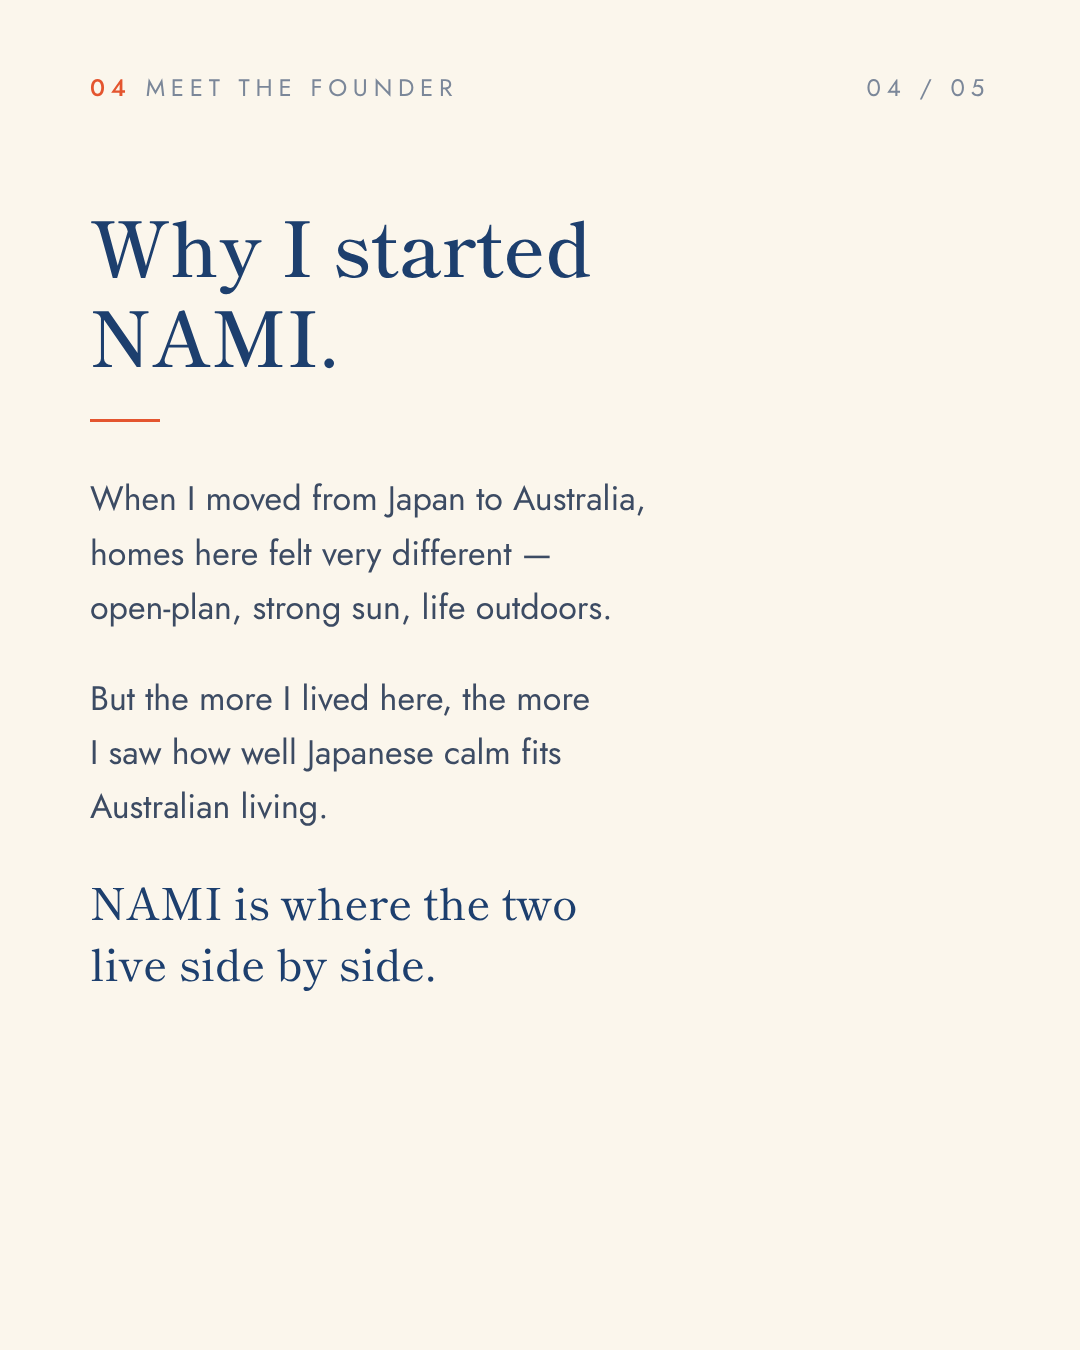 04 MEET THE FOUNDER
04 / 05
Why I started
NAMI.
When I moved from Japan to Australia,
homes here felt very different —
open-plan, strong sun, life outdoors.
But the more I lived here, the more
I saw how well Japanese calm fits
Australian living.
NAMI is where the two
live side by side.